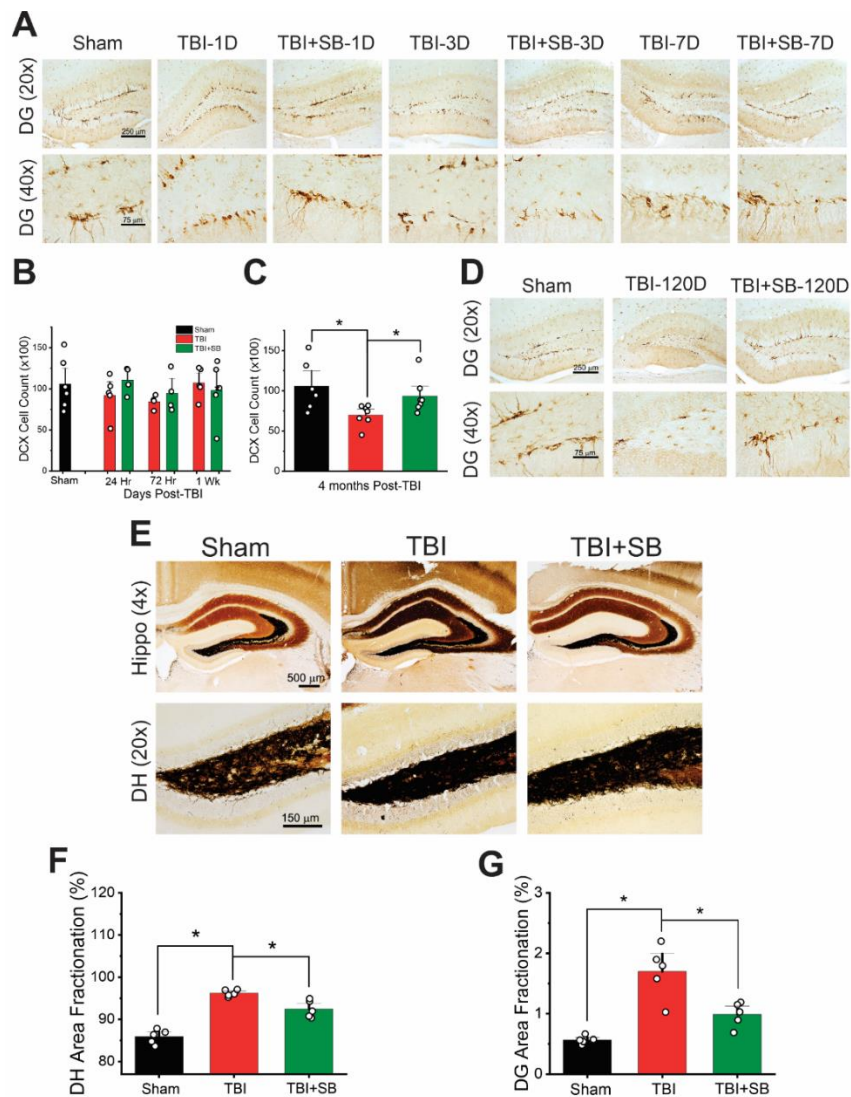 A
Sham TBI-1D TBI+SB-1D TBI-3D TBI+SB-3D TBI-7D TBI+SB-7D
DG (20x)
250 µm
DG (40x)
75 µm
B
DCX Cell Count (x100)
150
100
50
0
Sham
TBI
TBI+SB
Sham 24 Hr 72 Hr 1 Wk
Days Post-TBI
C
DCX Cell Count (x100)
150
100
50
0
* *
4 months Post-TBI
D
Sham TBI-120D TBI+SB-120D
DG (20x)
250 µm
DG (40x)
75 µm
E
Sham TBI TBI+SB
Hippo (4x)
500 µm
DH (20x)
150 µm
F
DH Area Fractionation (%)
120
110
100
90
80
* *
Sham TBI TBI+SB
G
DG Area Fractionation (%)
3
2
1
0
* *
Sham TBI TBI+SB